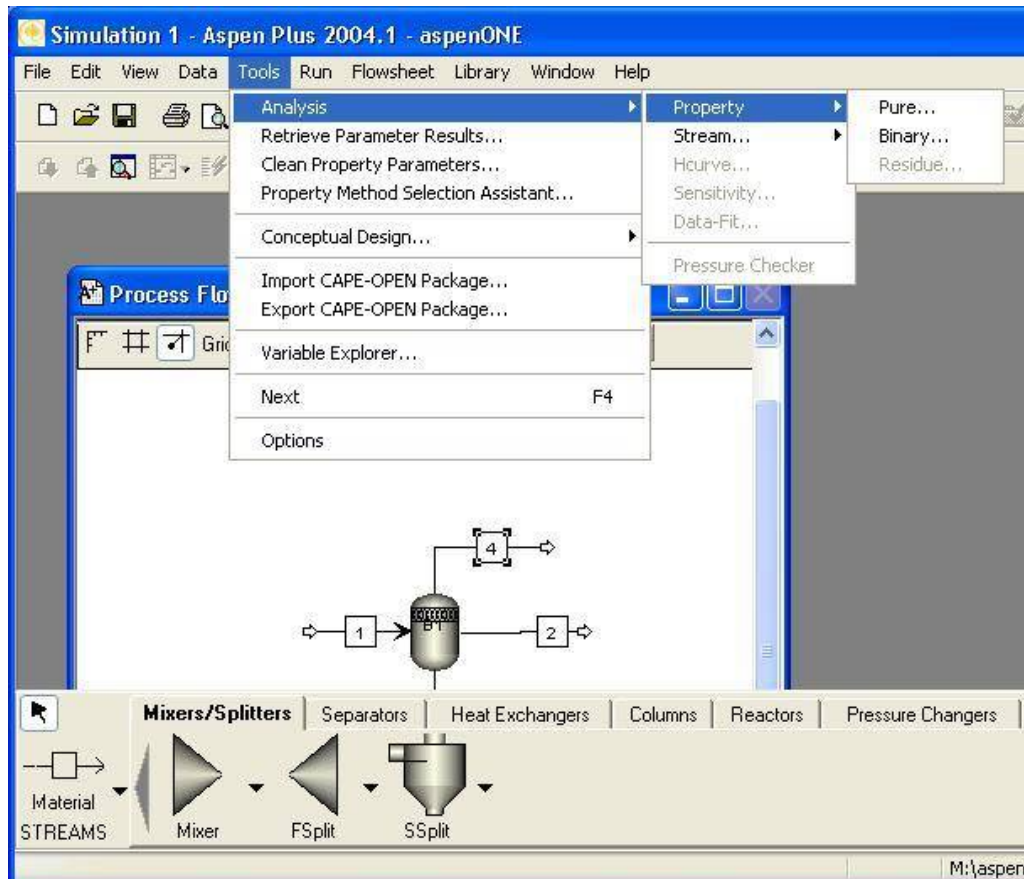 Simulation 1 - Aspen Plus 2004.1 - aspenONE
File Edit View Data Tools Run Flowsheet Library Window Help
Analysis
Retrieve Parameter Results...
Clean Property Parameters...
Property Method Selection Assistant...
Conceptual Design...
Import CAPE-OPEN Package...
Export CAPE-OPEN Package...
Variable Explorer...
Next F4
Options
Property
Stream...
Hcurve...
Sensitivity...
Data-Fit...
Pressure Checker
Pure...
Binary...
Residue...
Process Flo
Grid
4
1
B1
2
Mixers/Splitters Separators Heat Exchangers Columns Reactors Pressure Changers
Material
STREAMS
Mixer FSplit SSplit
M:\aspen